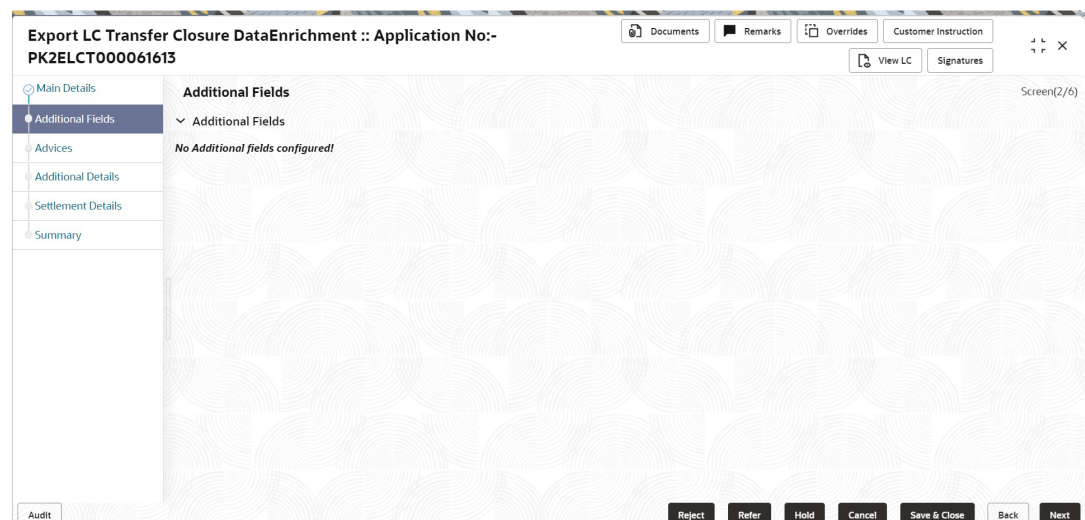 Export LC Transfer Closure DataEnrichment :: Application No:-
PK2ELCT000061613
Documents
Remarks
Overrides
Customer Instruction
View LC
Signatures
Main Details
Additional Fields
Advices
Additional Details
Settlement Details
Summary
Additional Fields
Screen(2/6)
Additional Fields
No Additional fields configured!
Audit
Reject
Refer
Hold
Cancel
Save & Close
Back
Next